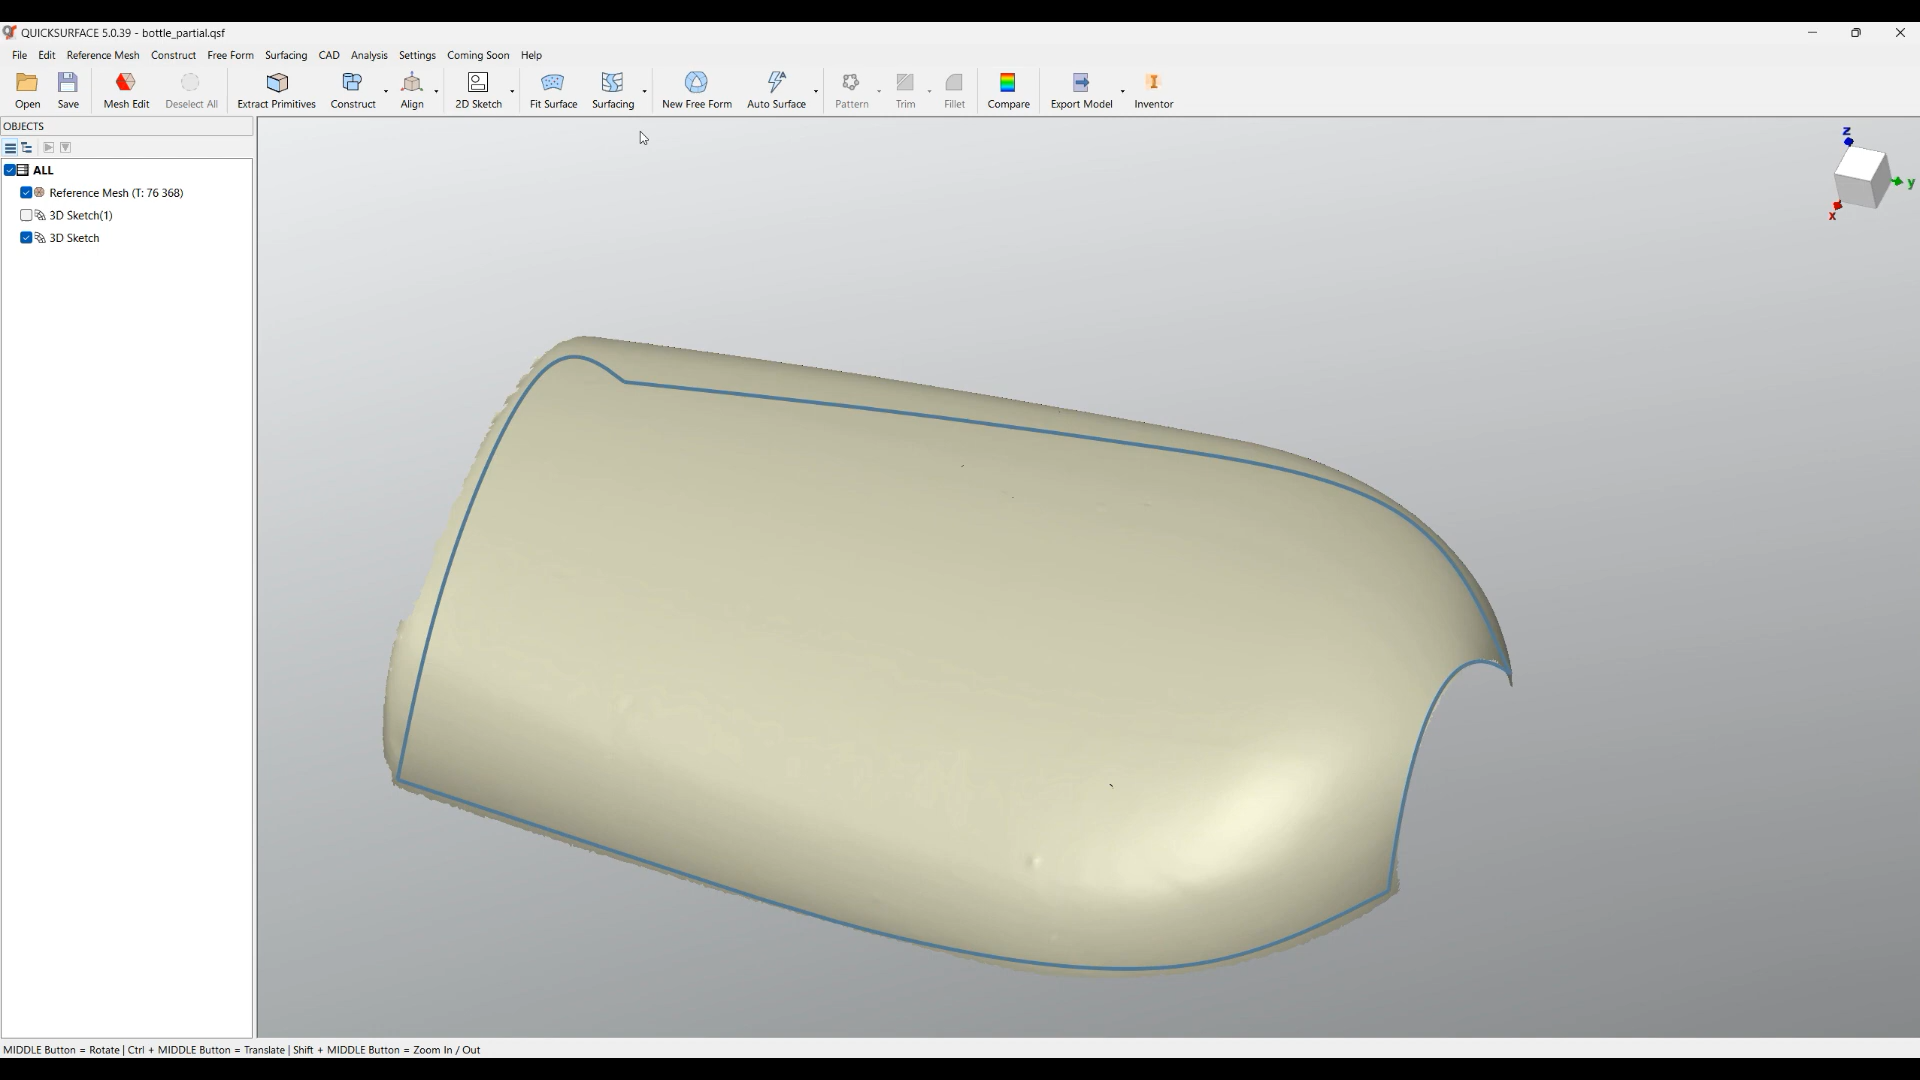 QUICKSURFACE 5.0.39 - bottle_partial.qsf
File Edit Reference Mesh Construct Free Form Surfacing CAD Analysis Settings Coming Soon Help
Open Save Mesh Edit Deselect All Extract Primitives Construct Align 2D Sketch Fit Surface Surfacing New Free Form Auto Surface Pattern Trim Fillet Compare Export Model Inventor
OBJECTS
ALL
Reference Mesh (T: 76 368)
3D Sketch(1)
3D Sketch
z
y
x
MIDDLE Button = Rotate | Ctrl + MIDDLE Button = Translate | Shift + MIDDLE Button = Zoom In / Out